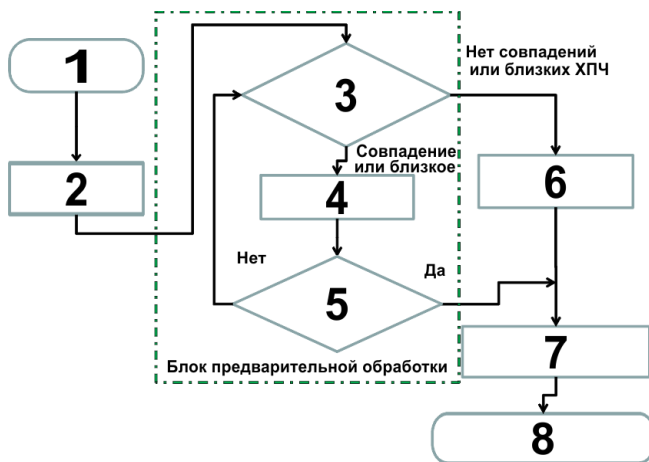 1
2
3
Нет совпадений
или близких ХПЧ
Совпадение
или близкое
4
6
Нет
Да
5
7
Блок предварительной обработки
8